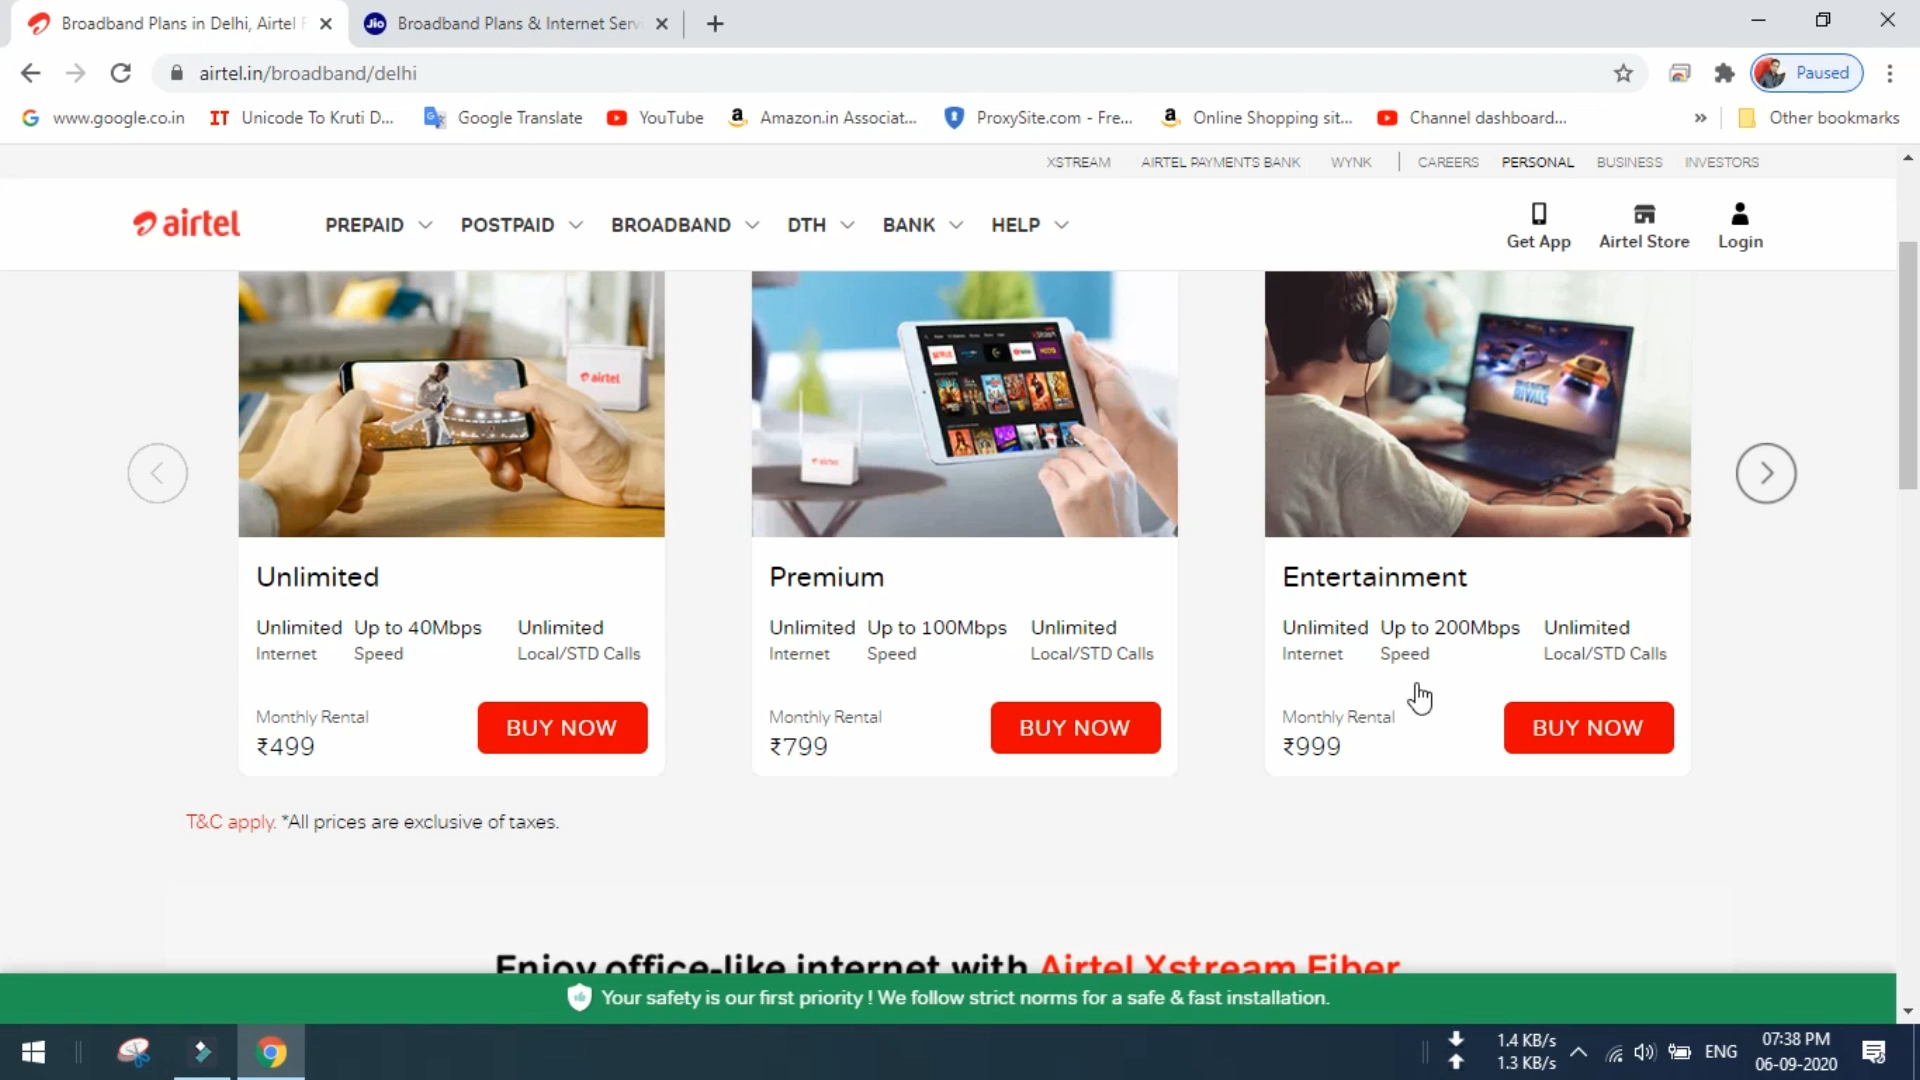 Broadband Plans in Delhi, Airtel F
Jio Broadband Plans & Internet Serv
airtel.in/broadband/delhi
Paused
www.google.co.in IT Unicode To Kruti D... Google Translate YouTube Amazon.in Associat... ProxySite.com - Fre... Online Shopping sit... Channel dashboard... » Other bookmarks
XSTREAM AIRTEL PAYMENTS BANK WYNK | CAREERS PERSONAL BUSINESS INVESTORS
airtel PREPAID POSTPAID BROADBAND DTH BANK HELP Get App Airtel Store Login
airtel
NETFLIX
airtel
RIVALS
Unlimited
Unlimited Up to 40Mbps Unlimited
Internet Speed Local/STD Calls
Monthly Rental
₹499
BUY NOW
Premium
Unlimited Up to 100Mbps Unlimited
Internet Speed Local/STD Calls
Monthly Rental
₹799
BUY NOW
Entertainment
Unlimited Up to 200Mbps Unlimited
Internet Speed Local/STD Calls
Monthly Rental
₹999
BUY NOW
T&C apply. *All prices are exclusive of taxes.
Enjoy office-like internet with Airtel Xstream Fiber
Your safety is our first priority ! We follow strict norms for a safe & fast installation.
1.4 KB/s
1.3 KB/s
ENG
07:38 PM
06-09-2020